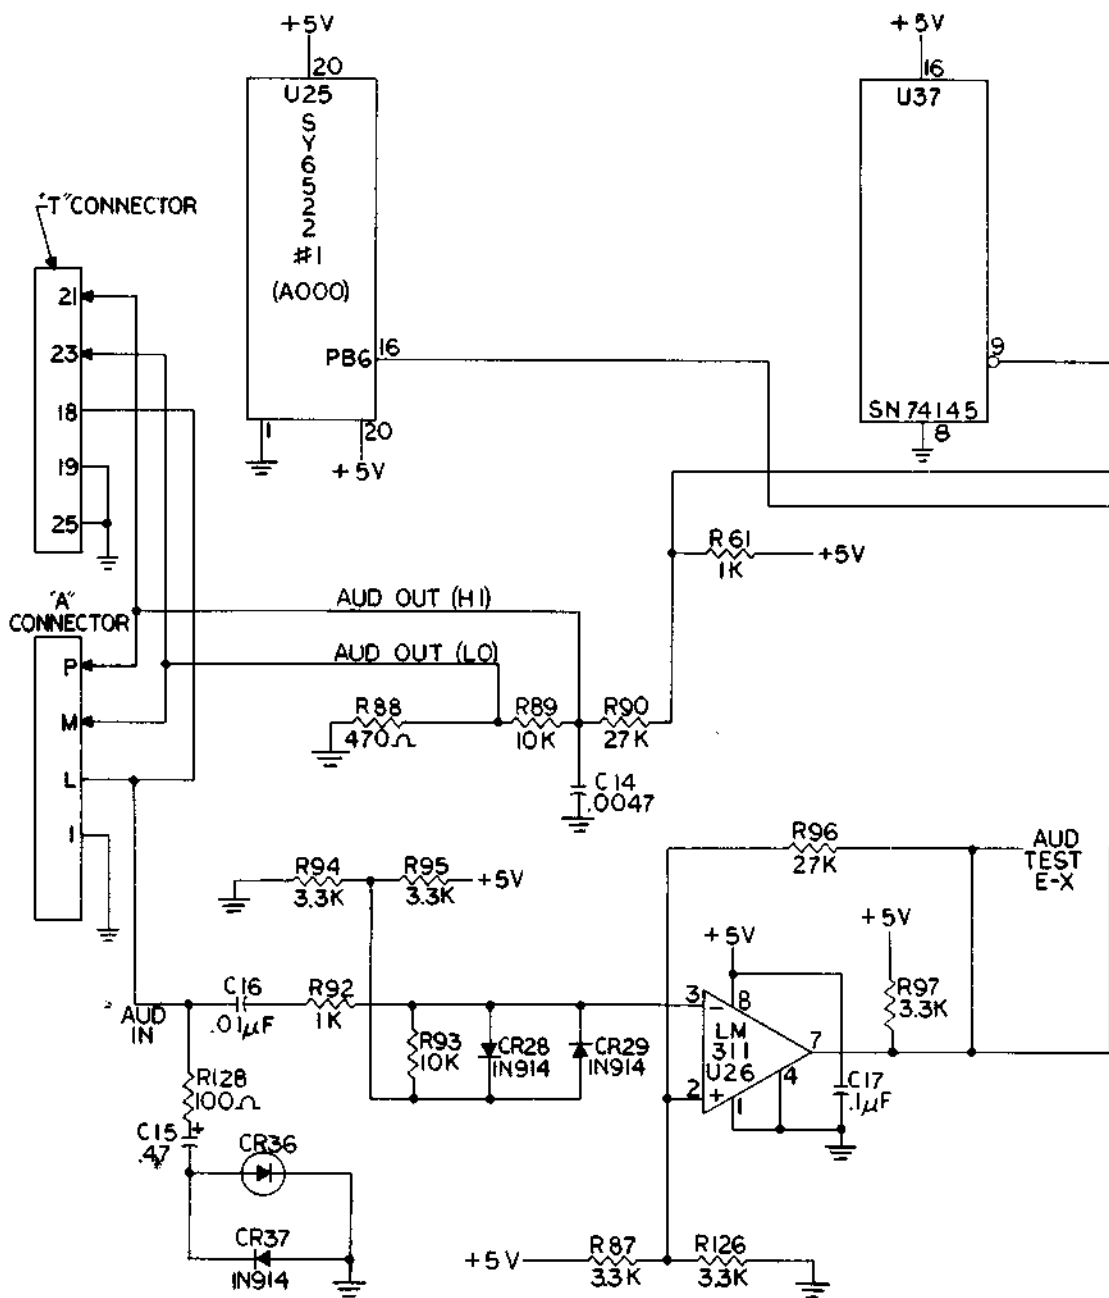 +5V
20
U25
S
Y
6
5
2
2
#1
(A000)
PB6
16
1
20
+5V
+5V
16
U37
9
SN74145
8
"T" CONNECTOR
21
23
18
19
25
R61
1K
+5V
"A"
CONNECTOR
P
M
L
1
AUD OUT (HI)
AUD OUT (LO)
R88
470Ω
R89
10K
R90
27K
C14
.0047
R96
27K
AUD
TEST
E-X
R94
3.3K
R95
3.3K
+5V
+5V
+5V
R97
3.3K
AUD
IN
C16
.01µF
R92
1K
R93
10K
CR28
IN914
CR29
IN914
3
8
−
LM
311
U26
7
2
+
1
4
C17
.1µF
R128
100Ω
C15
+
.47
CR36
CR37
IN914
+5V
R87
3.3K
R126
3.3K